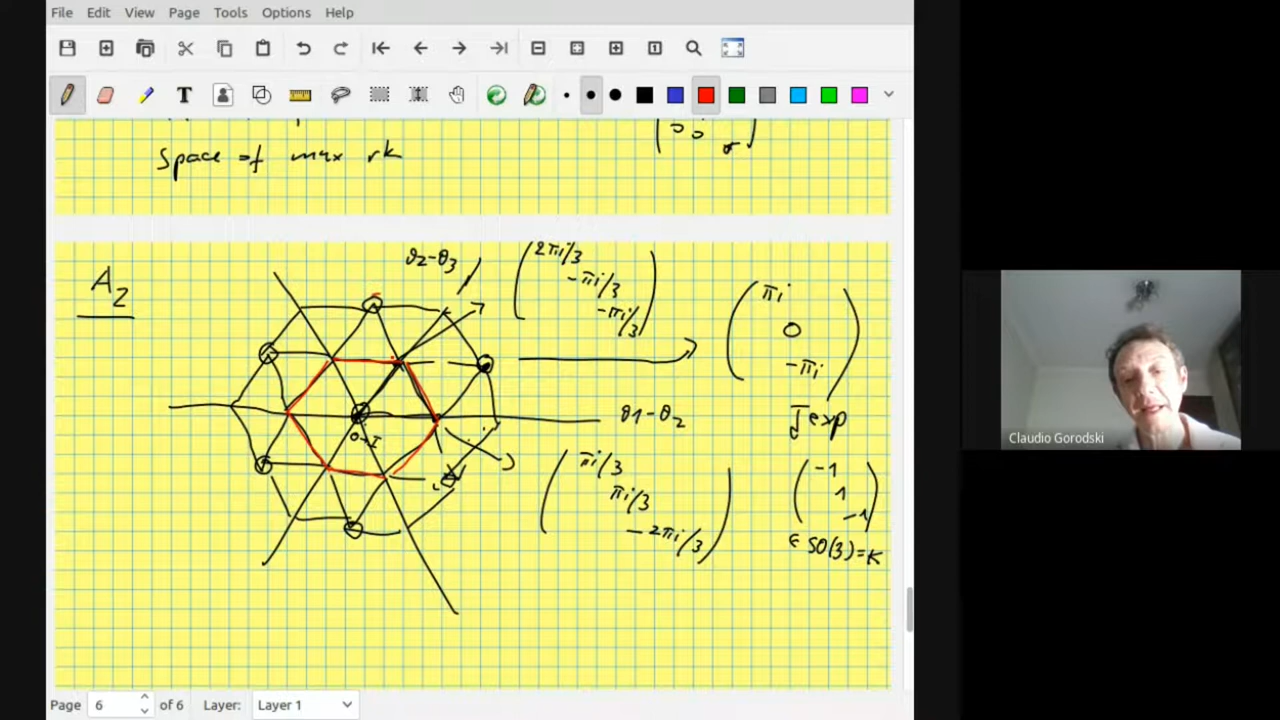 File Edit View Page Tools Options Help
Space of max rk
A2
θ2-θ3
2πi/3
-πi/3
-πi/3
πi
0
-πi
0=I
θ1-θ2
exp
πi/3
πi/3
-2πi/3
-1
1
-1
∈ SO(3)=K
Claudio Gorodski
Page 6 of 6 Layer: Layer 1